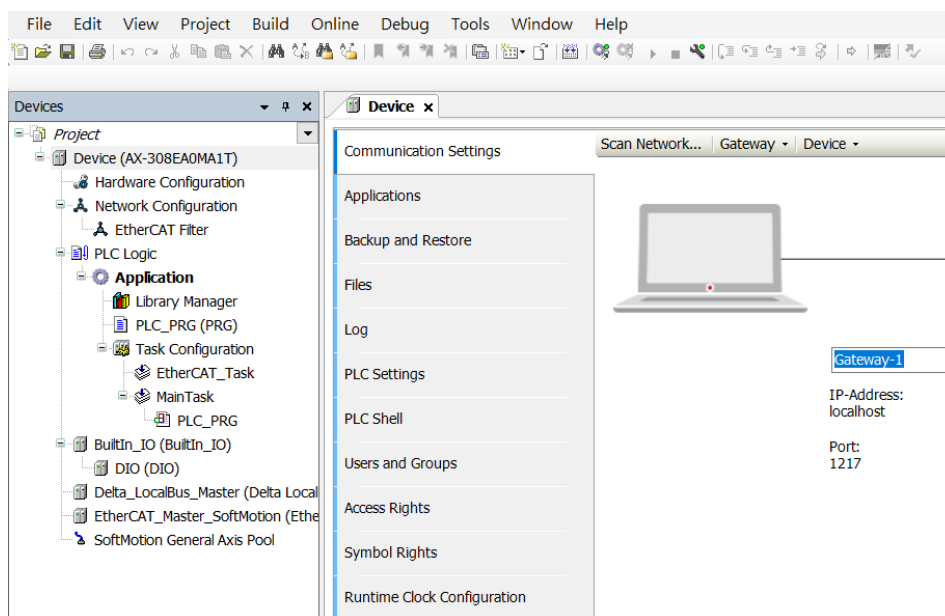 File Edit View Project Build Online Debug Tools Window Help
Devices
Device
Project
Device (AX-308EA0MA1T)
Hardware Configuration
Network Configuration
EtherCAT Filter
PLC Logic
Application
Library Manager
PLC_PRG (PRG)
Task Configuration
EtherCAT_Task
MainTask
PLC_PRG
BuiltIn_IO (BuiltIn_IO)
DIO (DIO)
Delta_LocalBus_Master (Delta Local
EtherCAT_Master_SoftMotion (Ethe
SoftMotion General Axis Pool
Communication Settings
Applications
Backup and Restore
Files
Log
PLC Settings
PLC Shell
Users and Groups
Access Rights
Symbol Rights
Runtime Clock Configuration
Scan Network... Gateway Device
Gateway-1
IP-Address:
localhost
Port:
1217